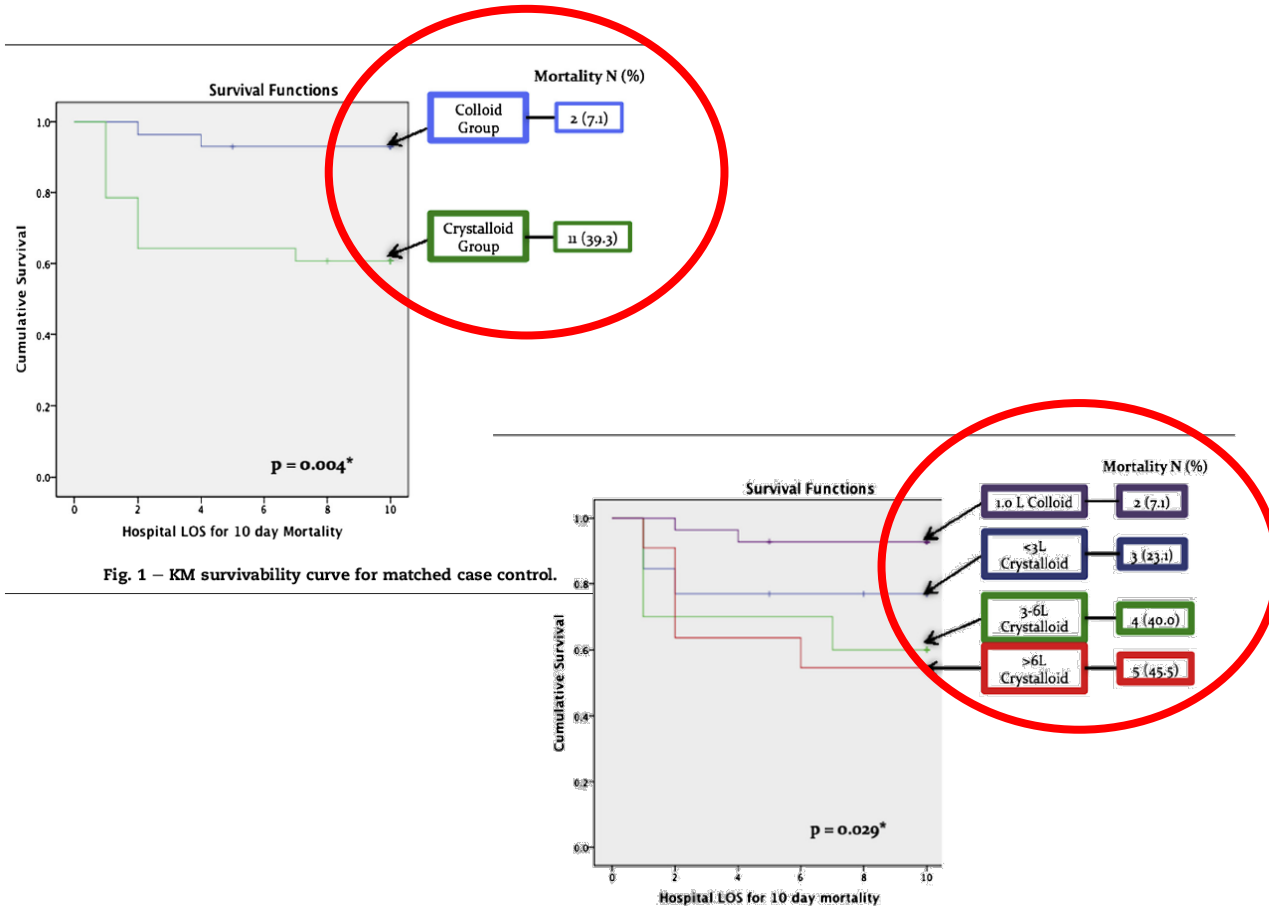 Mortality N (%)
Survival Functions
Colloid
Group
2 (7.1)
Crystalloid
Group
11 (39.3)
1.0
0.8
0.6
0.4
0.2
0.0
Cumulative Survival
p = 0.004*
0 2 4 6 8 10
Hospital LOS for 10 day Mortality
Fig. 1 – KM survivability curve for matched case control.
Mortality N (%)
Survival Functions
1.0 L Colloid
2 (7.1)
<3L
Crystalloid
3 (23.1)
3-6L
Crystalloid
4 (40.0)
>6L
Crystalloid
5 (45.5)
1.0
0.8
0.6
0.4
0.2
0.0
Cumulative Survival
p = 0.029*
0 2 4 6 8 10
Hospital LOS for 10 day mortality